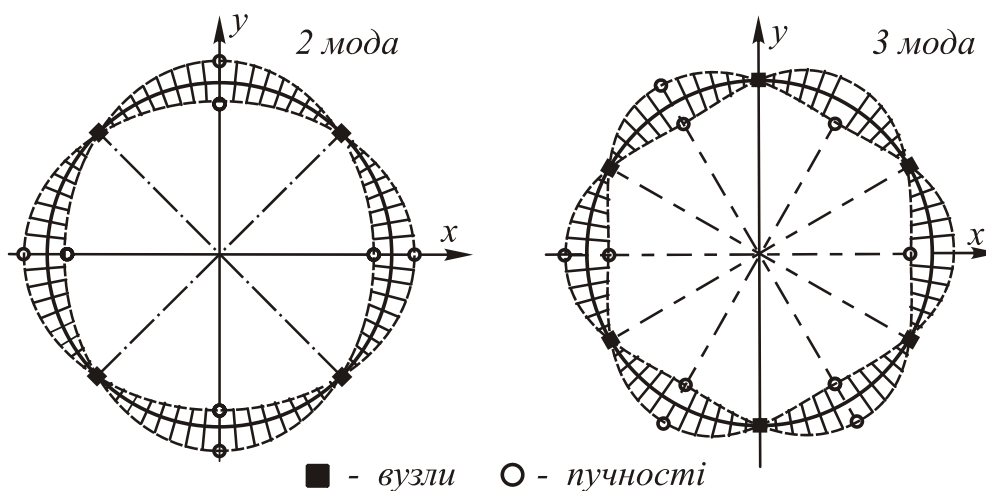 y 2 мода
x
y 3 мода
x
- вузли
- пучності